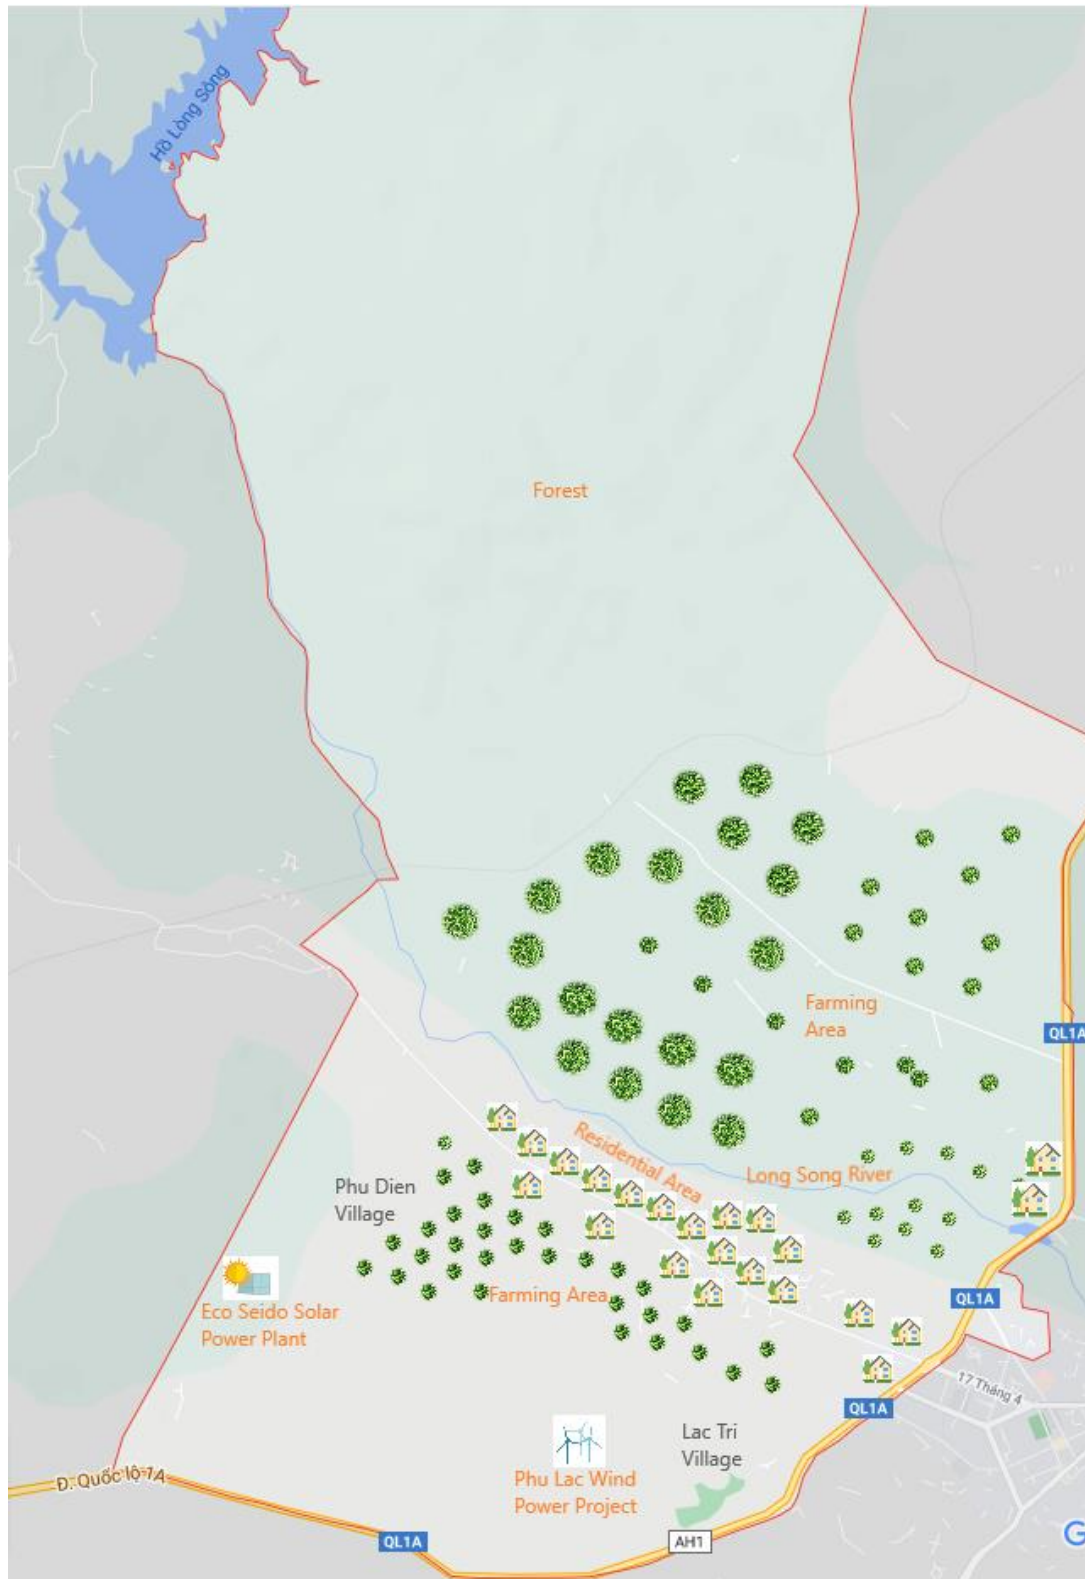 Hồ Lòng Sông
Forest
Farming
Area
QL1A
Residential Area
Long Song River
Phu Dien
Village
Farming Area
Eco Seido Solar
Power Plant
QL1A
17 Tháng 4
QL1A
Lac Tri
Village
Phu Lac Wind
Power Project
Đ. Quốc lộ 1A
QL1A
AH1
G